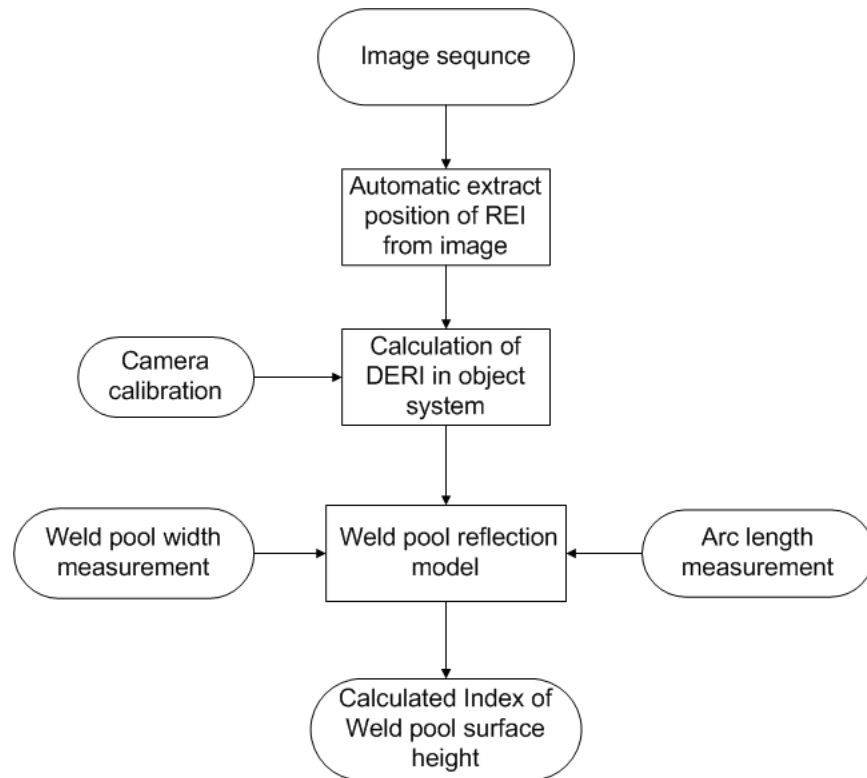 Image sequnce
Automatic extract
position of REI
from image
Camera
calibration
Calculation of
DERI in object
system
Weld pool width
measurement
Weld pool reflection
model
Arc length
measurement
Calculated Index of
Weld pool surface
height